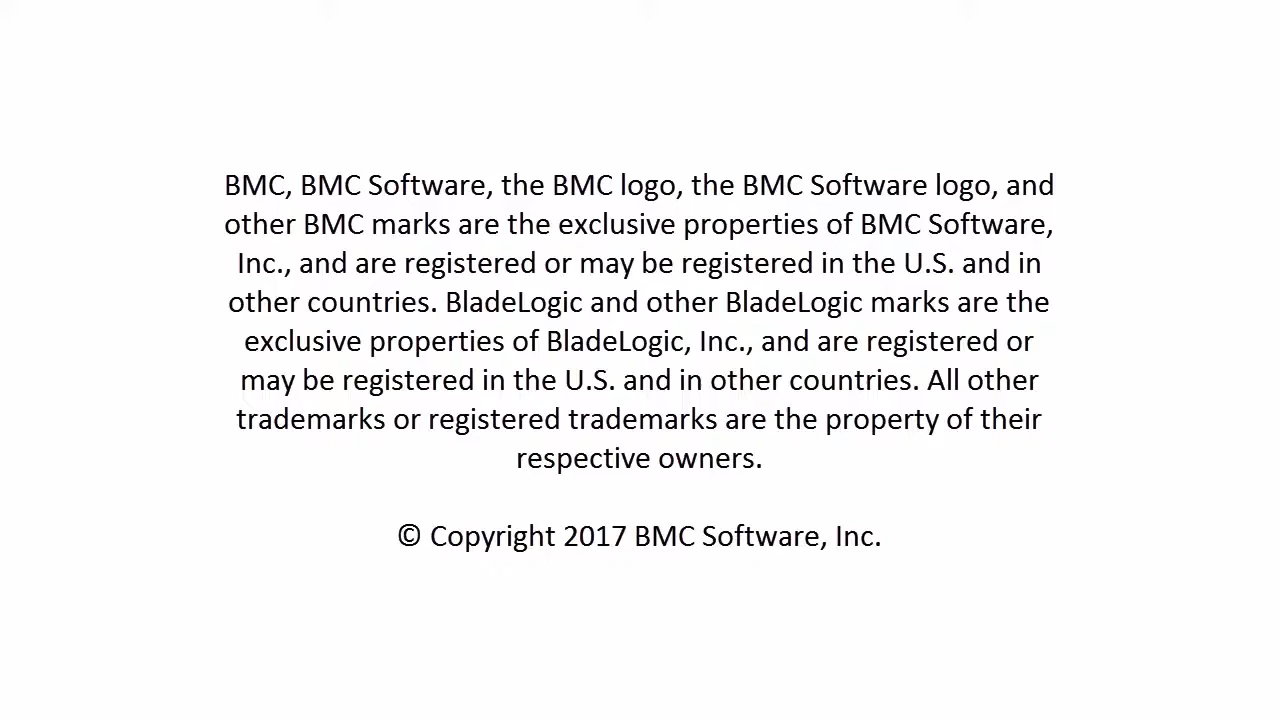 BMC, BMC Software, the BMC logo, the BMC Software logo, and
other BMC marks are the exclusive properties of BMC Software,
Inc., and are registered or may be registered in the U.S. and in
other countries. BladeLogic and other BladeLogic marks are the
exclusive properties of BladeLogic, Inc., and are registered or
may be registered in the U.S. and in other countries. All other
trademarks or registered trademarks are the property of their
respective owners.
© Copyright 2017 BMC Software, Inc.